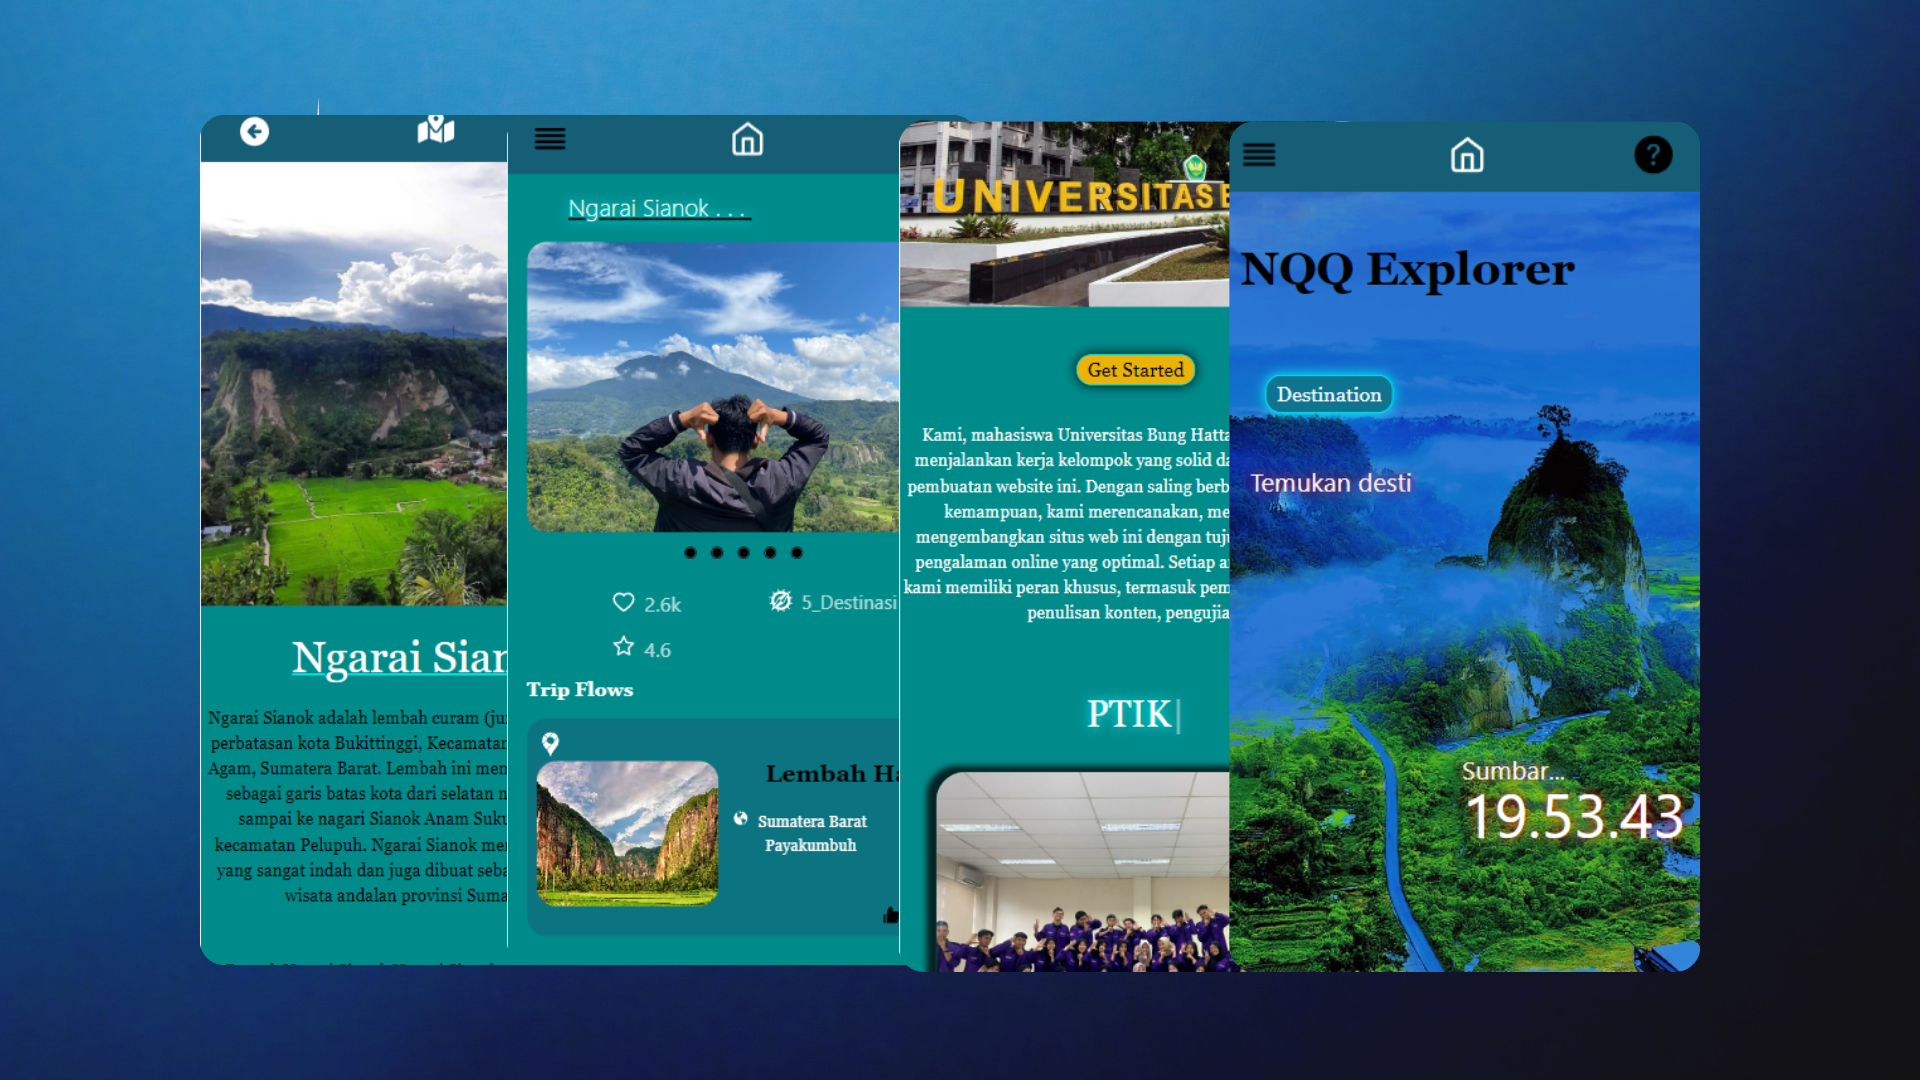 Ngarai Sian
Ngarai Sianok adalah lembah curam (ju
perbatasan kota Bukittinggi, Kecamatan
Agam, Sumatera Barat. Lembah ini mem
sebagai garis batas kota dari selatan n
sampai ke nagari Sianok Anam Suku
kecamatan Pelupuh. Ngarai Sianok me
yang sangat indah dan juga dibuat seba
wisata andalan provinsi Suma
Ngarai Sianok . . .
2.6k
5_Destinasi
4.6
Trip Flows
Lembah Ha
Sumatera Barat
Payakumbuh
UNIVERSITAS B
Get Started
Kami, mahasiswa Universitas Bung Hatta
menjalankan kerja kelompok yang solid da
pembuatan website ini. Dengan saling berb
kemampuan, kami merencanakan, me
mengembangkan situs web ini dengan tuju
pengalaman online yang optimal. Setiap a
kami memiliki peran khusus, termasuk pem
penulisan konten, pengujia
PTIK|
?
NQQ Explorer
Destination
Temukan desti
Sumbar...
19.53.43